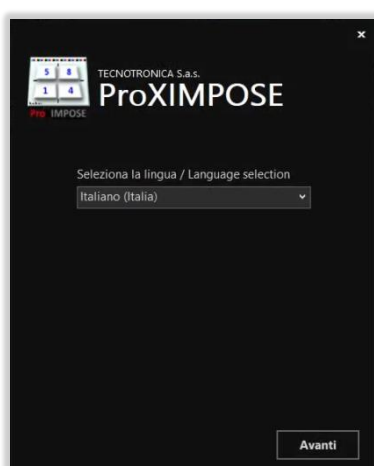 5 8
1 4
Pro IMPOSE
TECNOTRONICA S.a.s.
ProXIMPOSE
Seleziona la lingua / Language selection
Italiano (Italia)
Avanti